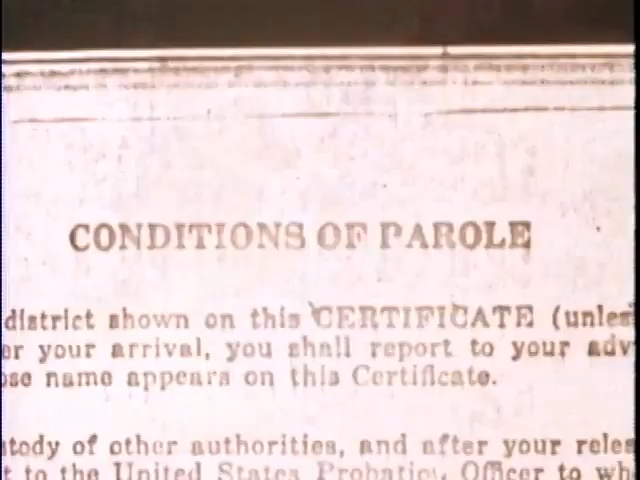 CONDITIONS OF PAROLE
district shown on this CERTIFICATE (unles
er your arrival, you shall report to your adv
ose name appears on this Certificate.
tody of other authorities, and after your relea
t to the United States Probation Officer to wh